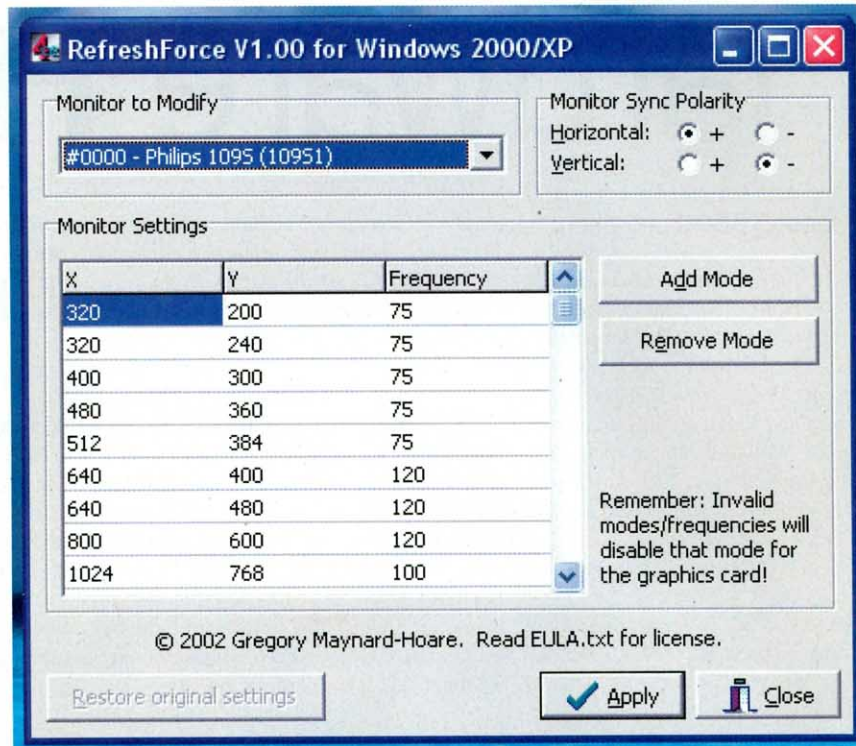 RefreshForce V1.00 for Windows 2000/XP
Monitor to Modify
#0000 - Philips 109S (109S1)
Monitor Sync Polarity
Horizontal: + -
Vertical: + -
Monitor Settings
X Y Frequency
320 200 75
320 240 75
400 300 75
480 360 75
512 384 75
640 400 120
640 480 120
800 600 120
1024 768 100
Add Mode
Remove Mode
Remember: Invalid
modes/frequencies will
disable that mode for
the graphics card!
© 2002 Gregory Maynard-Hoare. Read EULA.txt for license.
Restore original settings
Apply
Close